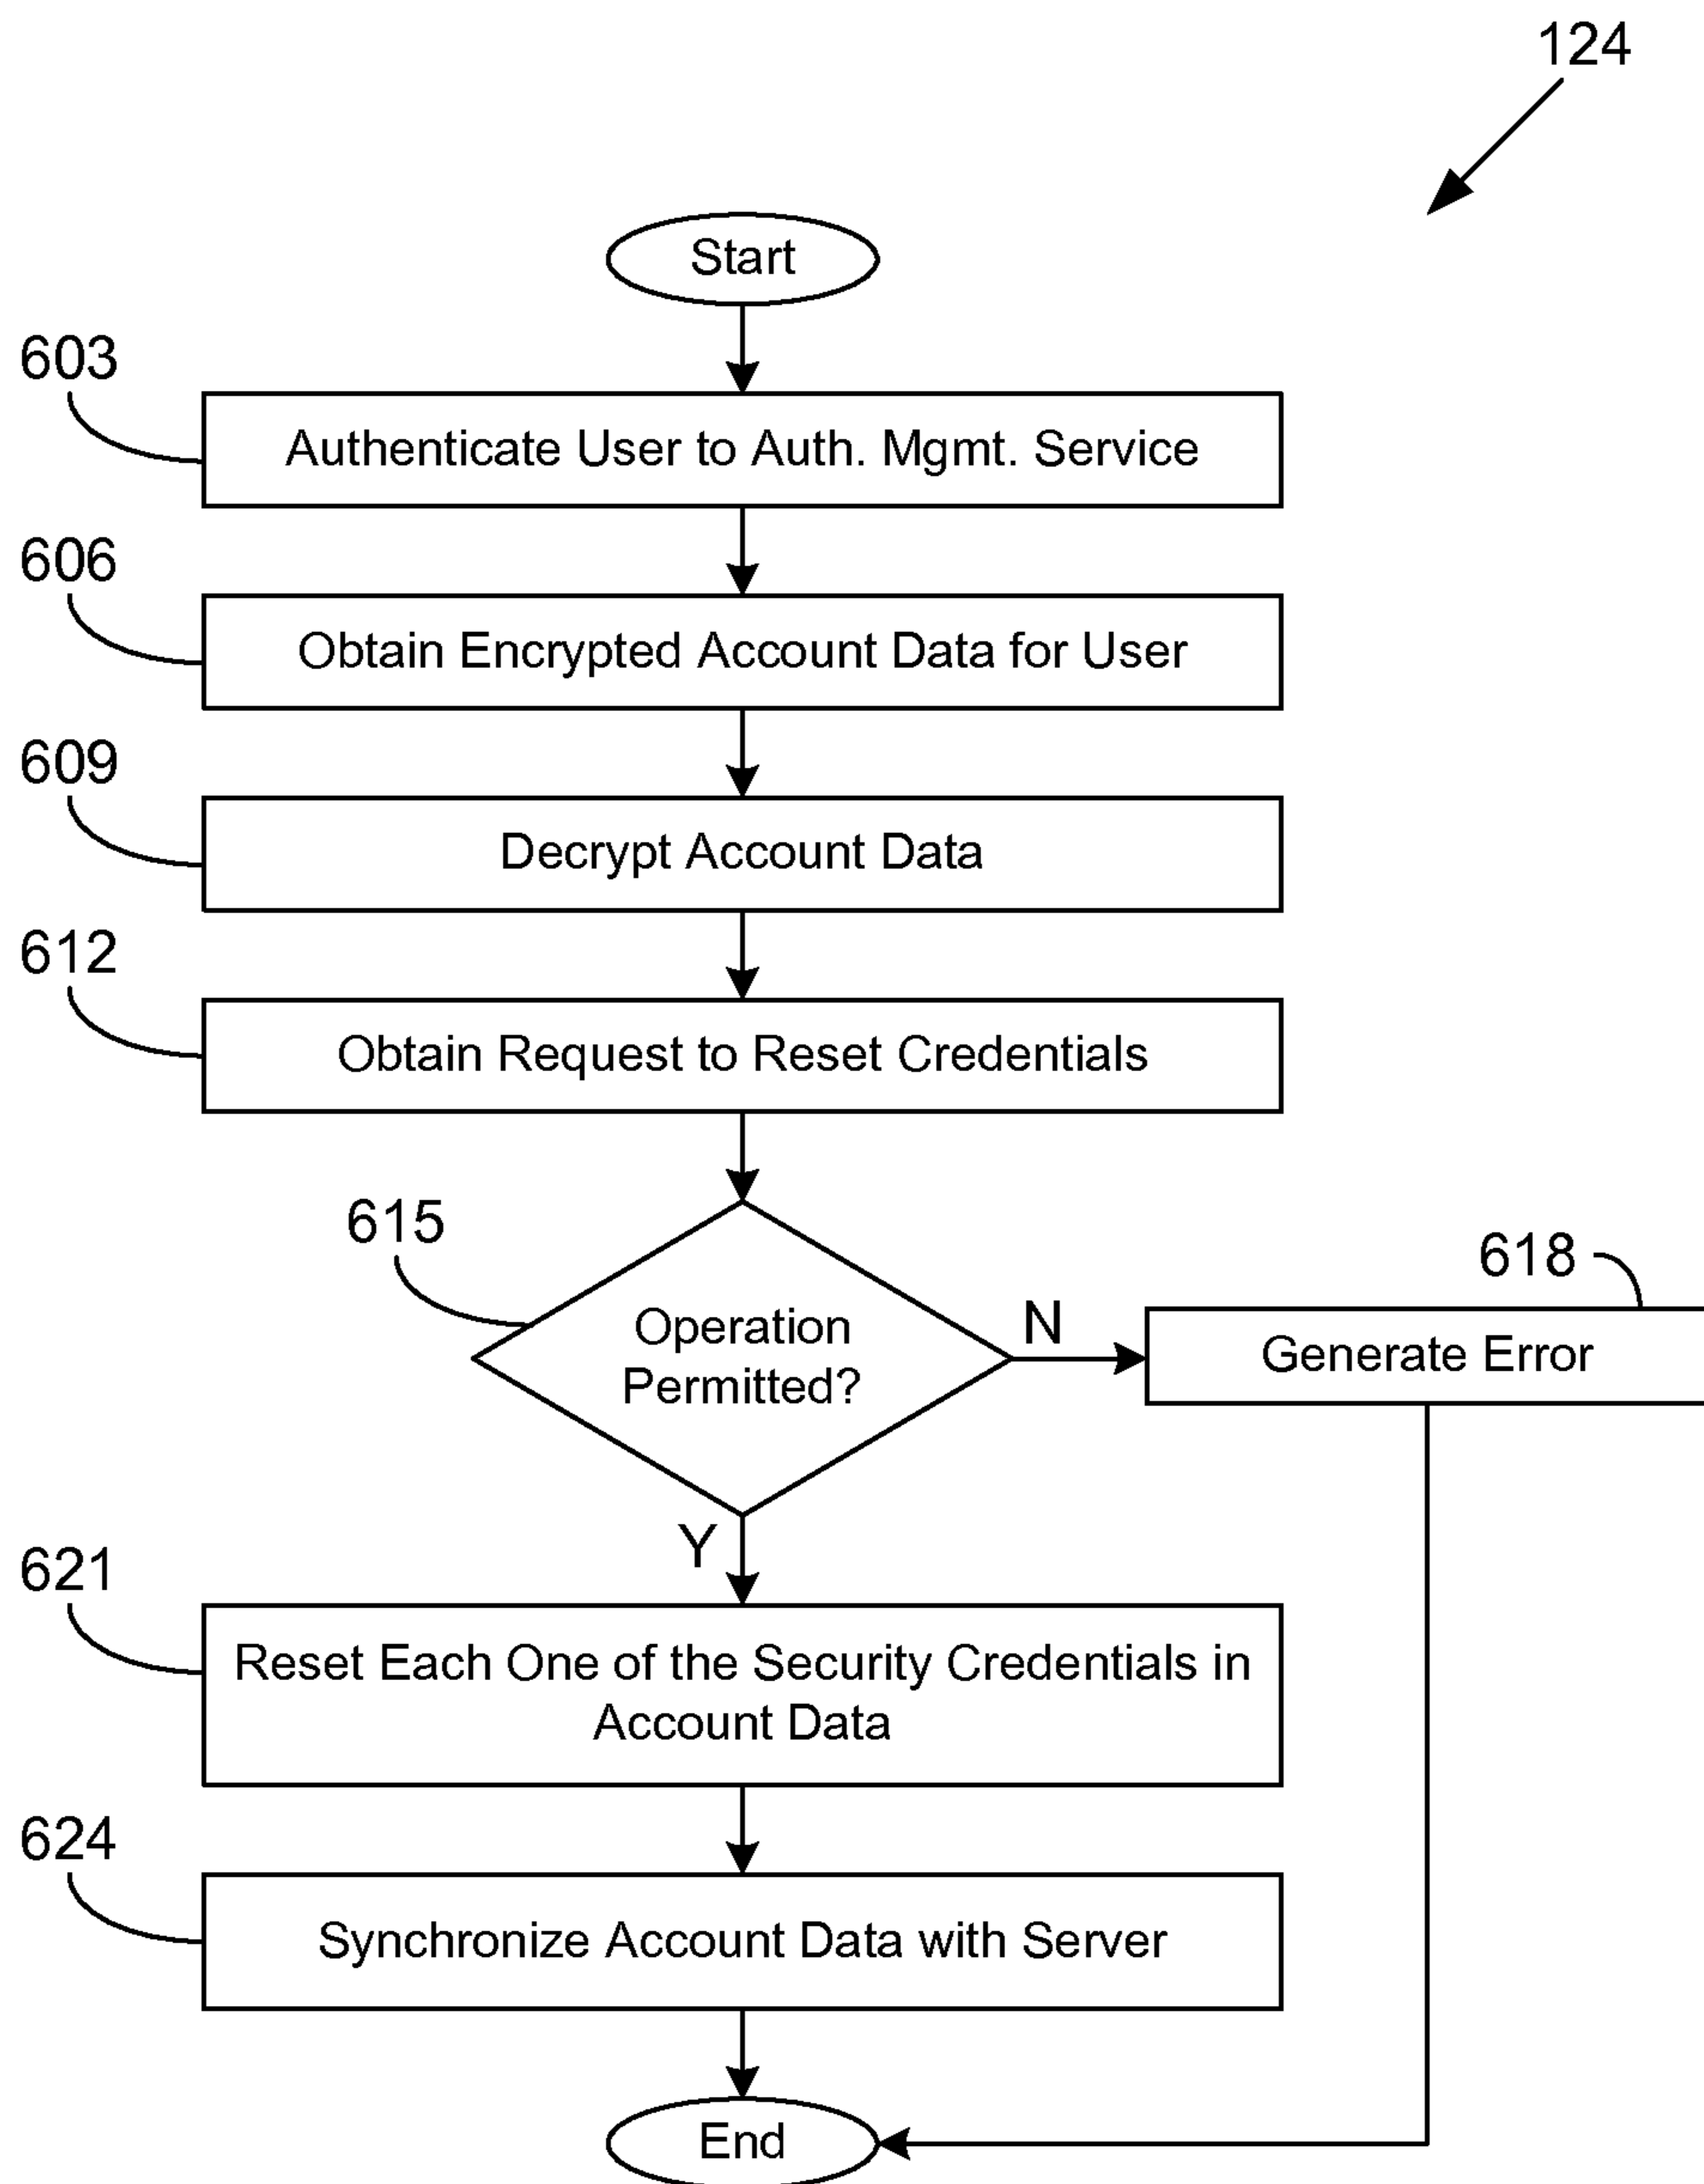 124
Start
603
Authenticate User to Auth. Mgmt. Service
606
Obtain Encrypted Account Data for User
609
Decrypt Account Data
612
Obtain Request to Reset Credentials
615
Operation
Permitted?
N
618
Generate Error
Y
621
Reset Each One of the Security Credentials in
Account Data
624
Synchronize Account Data with Server
End